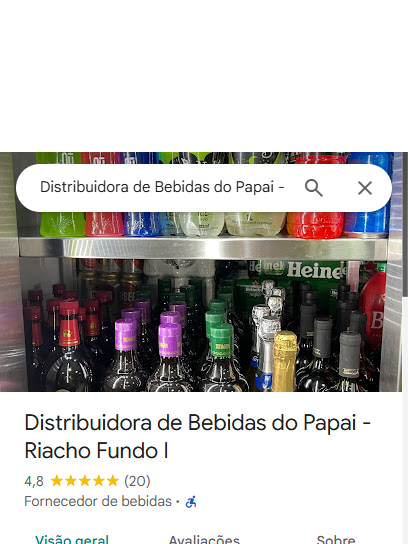 Distribuidora de Bebidas do Papai -
Heine
Distribuidora de Bebidas do Papai -
Riacho Fundo I
4,8 (20)
Fornecedor de bebidas ·
Visão geral Avaliações Sobre